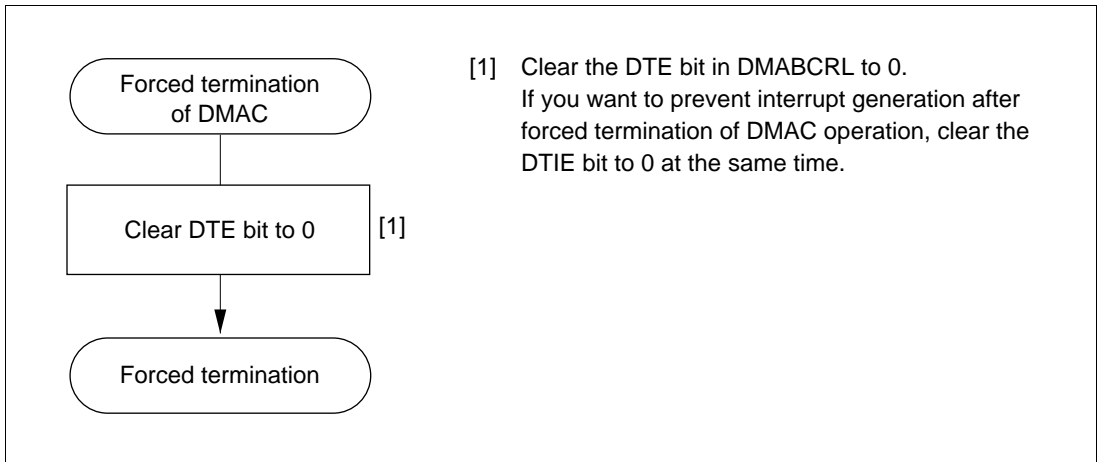 Forced termination
of DMAC
Clear DTE bit to 0
[1]
Forced termination
[1] Clear the DTE bit in DMABCRL to 0.
If you want to prevent interrupt generation after
forced termination of DMAC operation, clear the
DTIE bit to 0 at the same time.